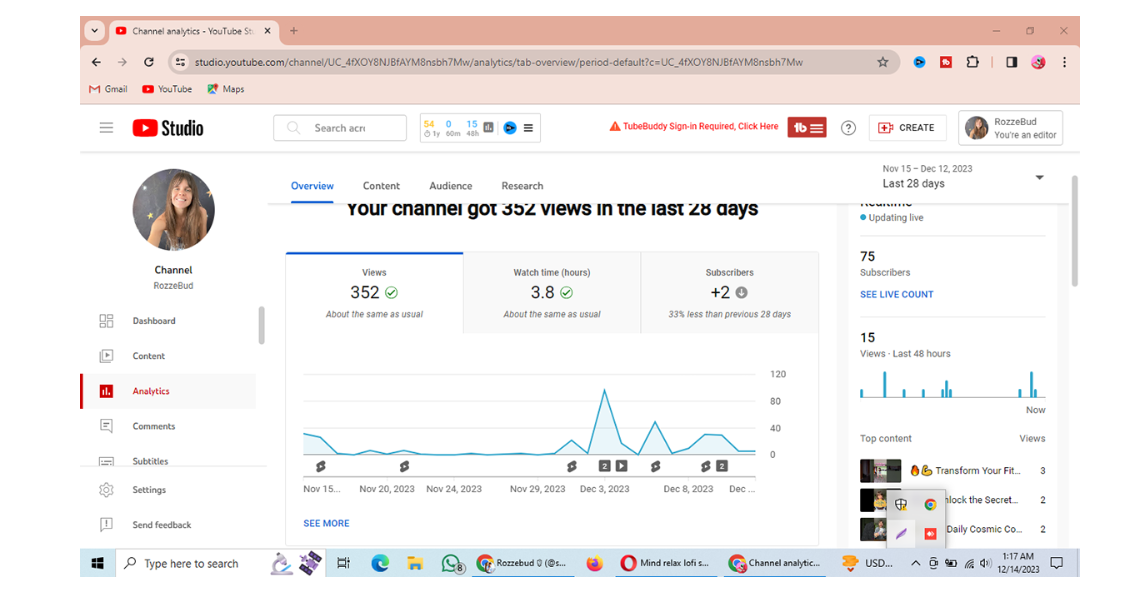 Channel analytics - YouTube St
studio.youtube.com/channel/UC_4fXOY8NJBfAYM8nsbh7Mw/analytics/tab-overview/period-default?c=UC_4fXOY8NJBfAYM8nsbh7Mw
Gmail YouTube Maps
Studio
Search acri
54 0 15
1y 60m 48h
TubeBuddy Sign-in Required, Click Here
CREATE
RozzeBud
You're an editor
Channel
RozzeBud
Dashboard
Content
Analytics
Comments
Subtitles
Settings
Send feedback
Overview Content Audience Research
Nov 15 – Dec 12, 2023
Last 28 days
Your channel got 352 views in the last 28 days
Views
352
About the same as usual
Watch time (hours)
3.8
About the same as usual
Subscribers
+2
33% less than previous 28 days
120
80
40
0
2 2
Nov 15... Nov 20, 2023 Nov 24, 2023 Nov 29, 2023 Dec 3, 2023 Dec 8, 2023 Dec ...
SEE MORE
Realtime
Updating live
75
Subscribers
SEE LIVE COUNT
15
Views · Last 48 hours
Now
Top content Views
Transform Your Fit... 3
nlock the Secret... 2
Daily Cosmic Co... 2
Type here to search
8
Rozzebud 🎙 (@s...
Mind relax lofi s...
Channel analytic...
USD...
1:17 AM
12/14/2023